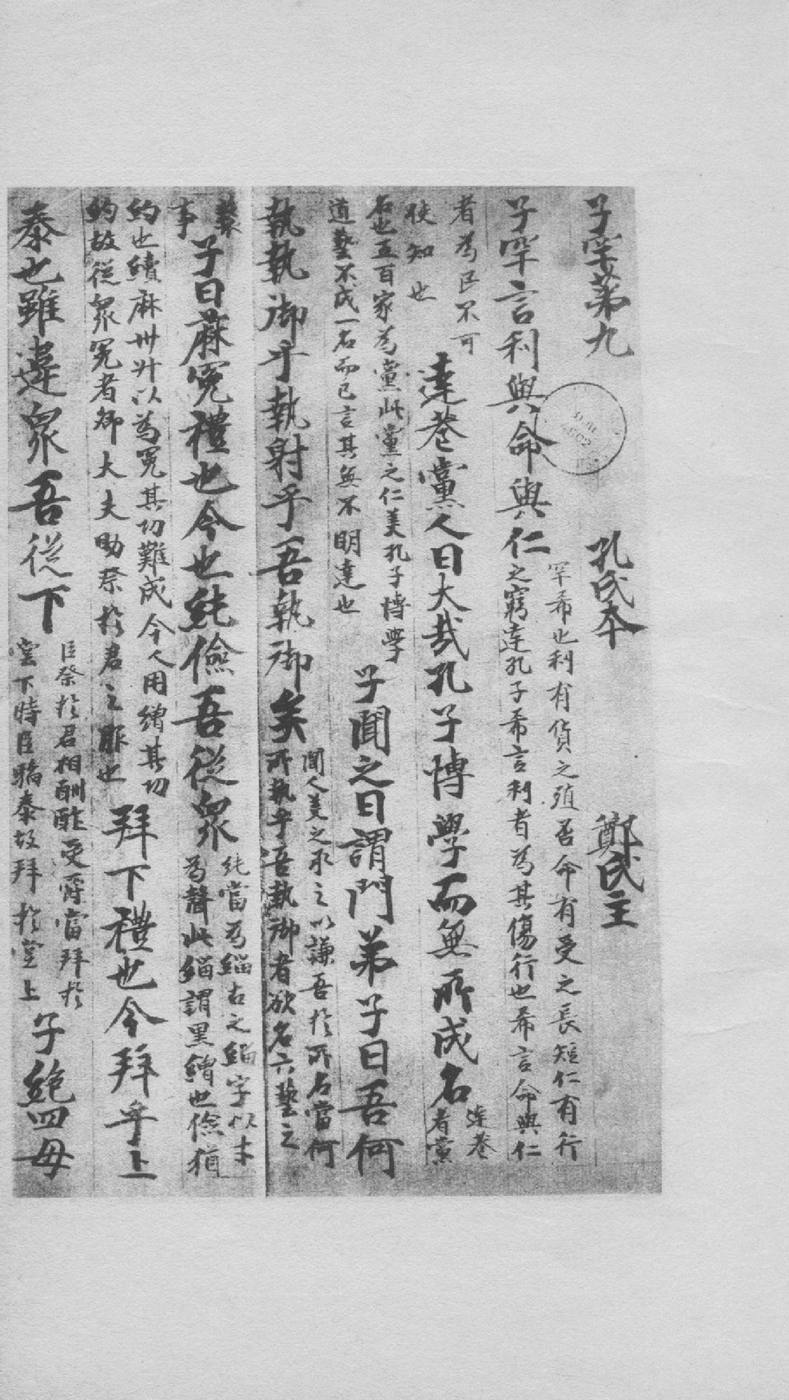 子罕苐九 孔氏本 鄭氏主
子罕言利與命與仁 罕希也利有貨之殖否命有受之長短仁有行
之窮達孔子希言利者為其傷行也希言命與仁
者為民不可
使知也
達巷黨人曰大哉孔子博學而無所成名 達巷
者黨
名也五百家為黨此黨之仁美孔子博學
道藝不成一名而已言其無不明達也
子聞之曰謂門弟子曰吾何
執執御乎執射乎吾執御矣 聞人美之承之以謙吾於所名當何
所執乎吾執御者欲名六藝之
事
子曰麻冕禮也今也純儉吾從衆 純當為緇古之緇字以才
為聲此緇謂黑繒也儉猶
約也績麻卅升以為冕其功難成今人用繒其功
約故從衆冕者卿大夫助祭於君之服也
拜下禮也今拜乎上
泰也雖違衆吾從下 臣祭於君相酬酢受爵當拜於
堂下時臣驕泰故拜於堂上
子絶四毋